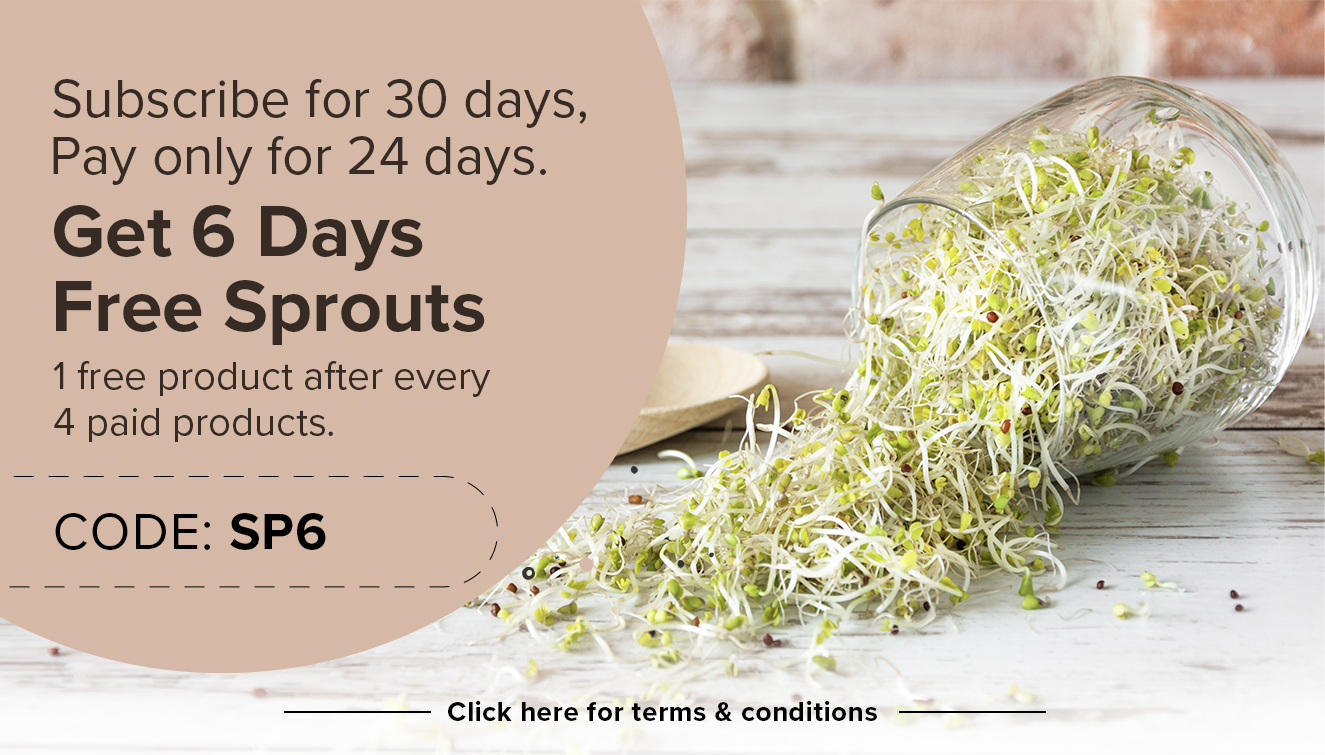 Subscribe for 30 days,
Pay only for 24 days.
Get 6 Days
Free Sprouts
1 free product after every
4 paid products.
CODE: SP6
Click here for terms & conditions